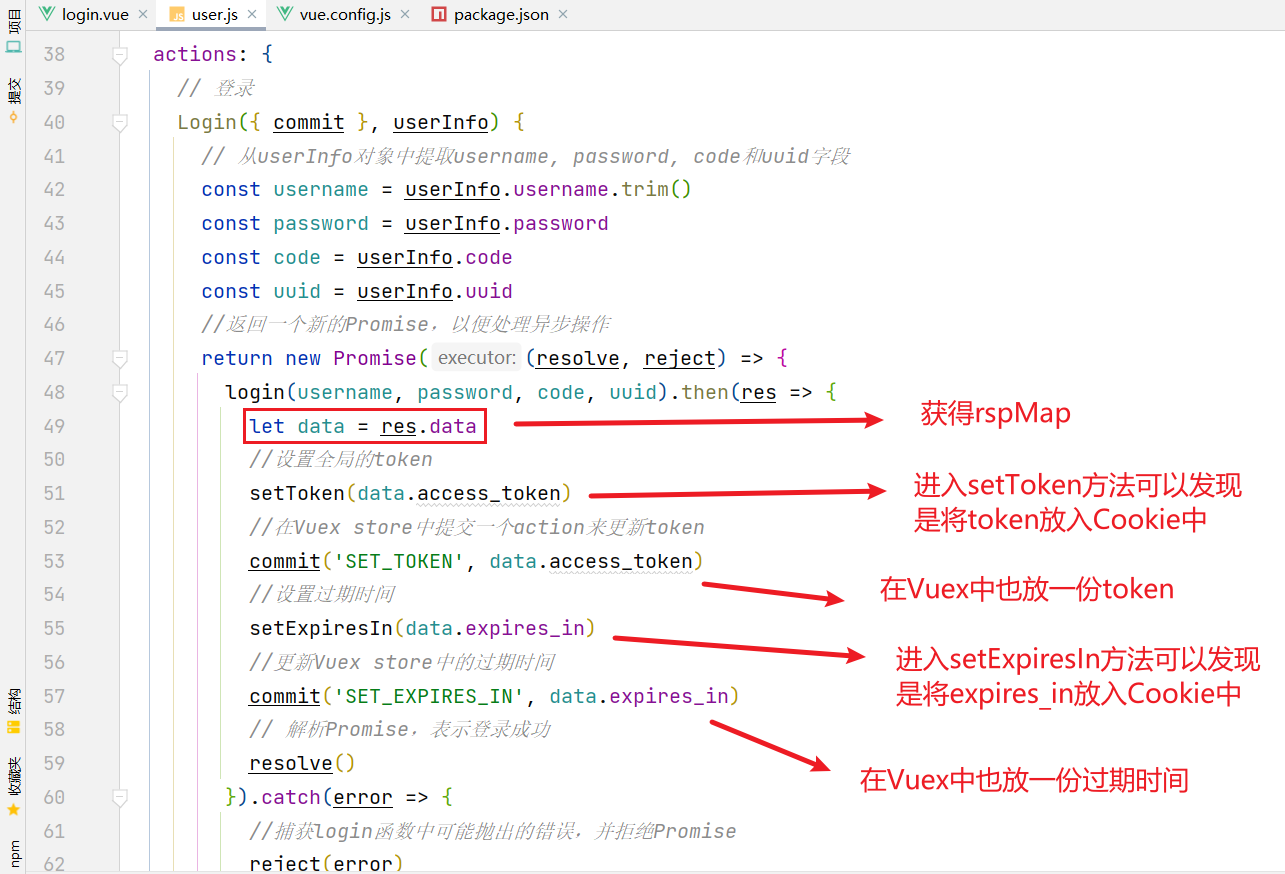 login.vue × user.js × vue.config.js × package.json ×
项目
提交
结构
收藏夹
npm
38 actions: {
39 // 登录
40 Login({ commit }, userInfo) {
41 // 从userInfo对象中提取username, password, code和uuid字段
42 const username = userInfo.username.trim()
43 const password = userInfo.password
44 const code = userInfo.code
45 const uuid = userInfo.uuid
46 //返回一个新的Promise，以便处理异步操作
47 return new Promise( executor: (resolve, reject) => {
48 login(username, password, code, uuid).then(res => {
49 let data = res.data
获得rspMap
50 //设置全局的token
51 setToken(data.access_token)
进入setToken方法可以发现
是将token放入Cookie中
52 //在Vuex store中提交一个action来更新token
53 commit('SET_TOKEN', data.access_token)
在Vuex中也放一份token
54 //设置过期时间
55 setExpiresIn(data.expires_in)
进入setExpiresIn方法可以发现
是将expires_in放入Cookie中
56 //更新Vuex store中的过期时间
57 commit('SET_EXPIRES_IN', data.expires_in)
在Vuex中也放一份过期时间
58 // 解析Promise，表示登录成功
59 resolve()
60 }).catch(error => {
61 //捕获login函数中可能抛出的错误，并拒绝Promise
62 reject(error)